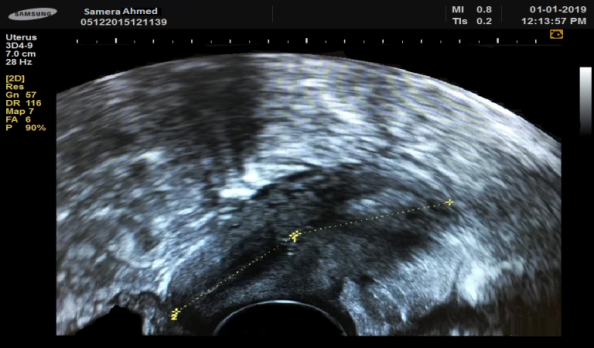 SAMSUNG
Samera Ahmed
05122015121139
MI 0.8
TIs 0.2
01-01-2019
12:13:57 PM
Uterus
3D4-9
7.0 cm
28 Hz
[2D]
Res
Gn 57
DR 116
Map 7
FA 6
P 90%